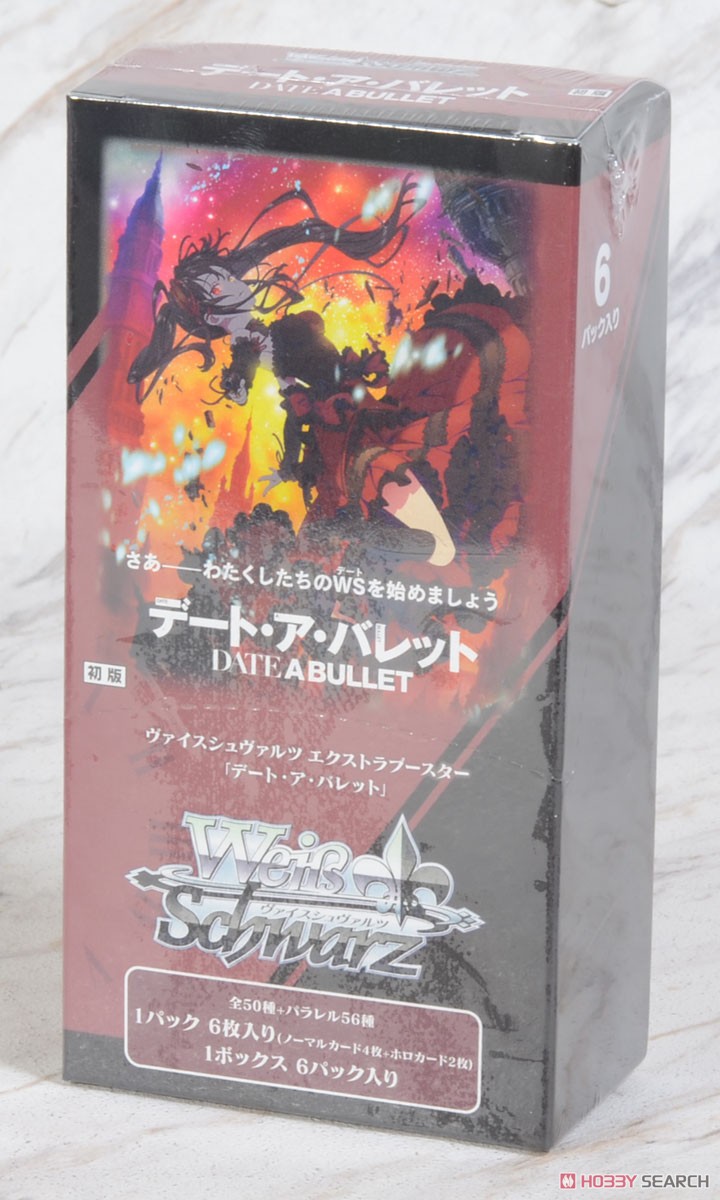 Weiß Schwarz
デート・ア・バレット
DATE A BULLET
初版
6
パック入り
さあ――わたくしたちのWSを始めましょう
デート
デート・ア・バレット
DATE A BULLET
初版
ヴァイスシュヴァルツ エクストラブースター
「デート・ア・バレット」
Weiß
ヴァイスシュヴァルツ
Schwarz
全50種+パラレル56種
1パック 6枚入り(ノーマルカード4枚+ホロカード2枚)
1ボックス 6パック入り
HOBBY SEARCH